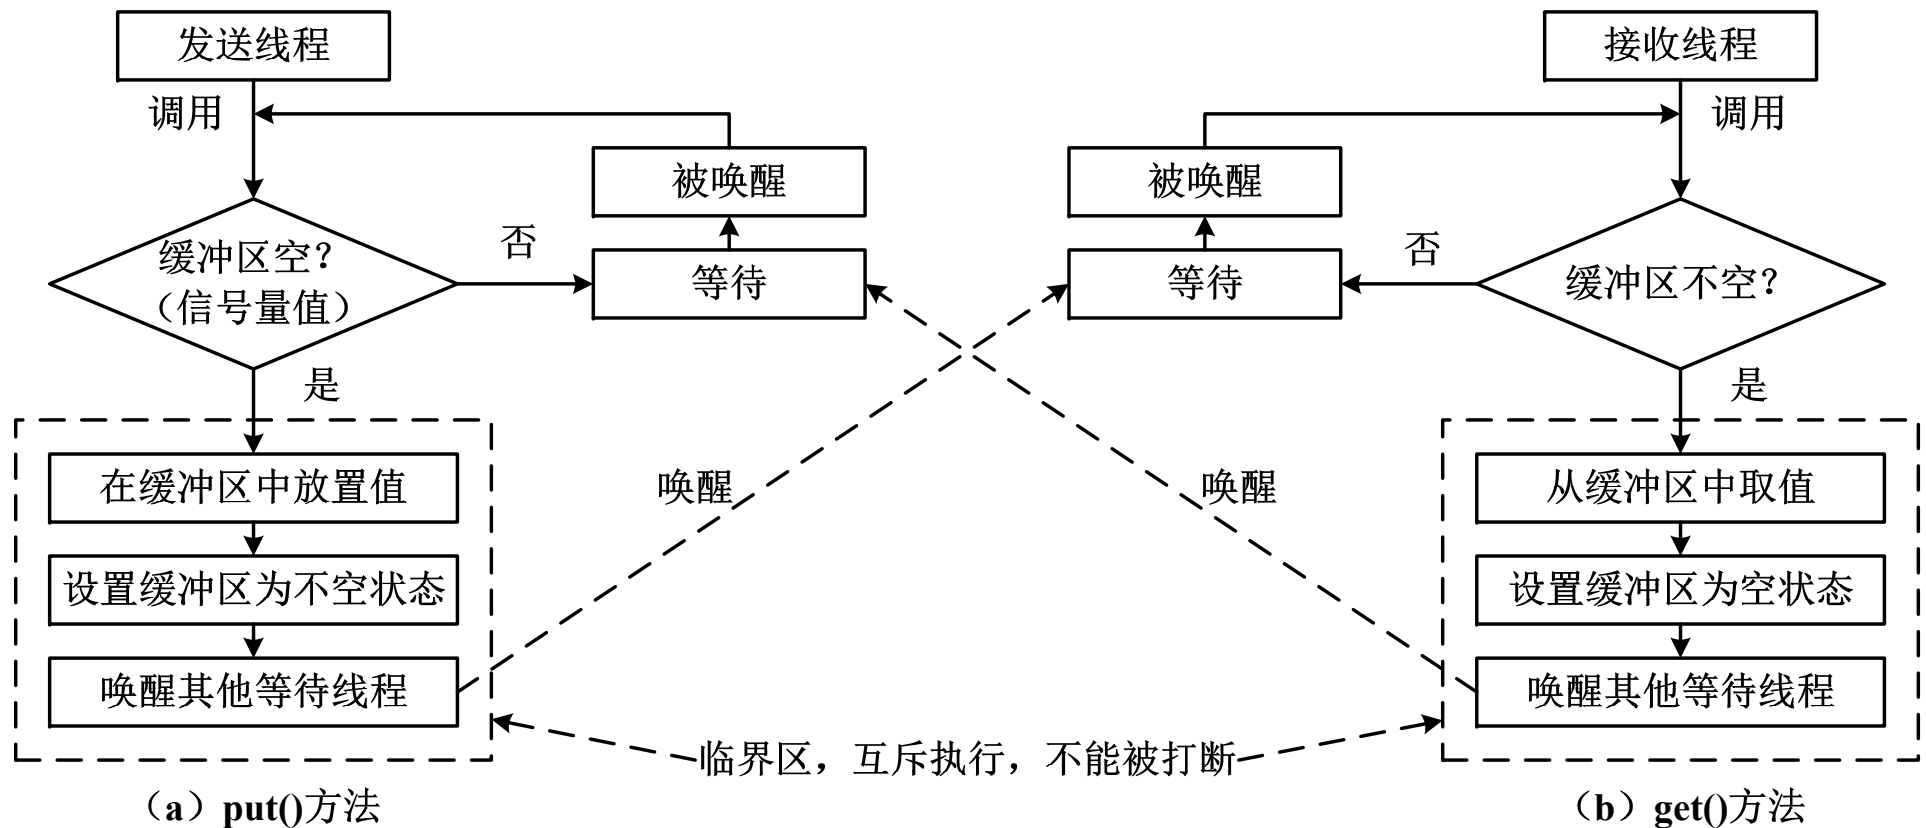 发送线程
调用
被唤醒
缓冲区空？
（信号量值）
否
等待
是
在缓冲区中放置值
设置缓冲区为不空状态
唤醒其他等待线程
唤醒
（a）put()方法
接收线程
调用
被唤醒
缓冲区不空？
否
等待
是
从缓冲区中取值
设置缓冲区为空状态
唤醒其他等待线程
唤醒
临界区，互斥执行，不能被打断
（b）get()方法